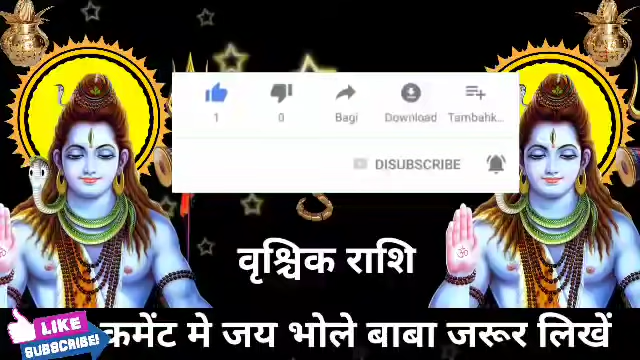 1 0 Bagi Download Tambahk...
DISUBSCRIBE
वृश्चिक राशि
LIKE
SUBSCRIBE!
कमेंट मे जय भोले बाबा जरूर लिखें